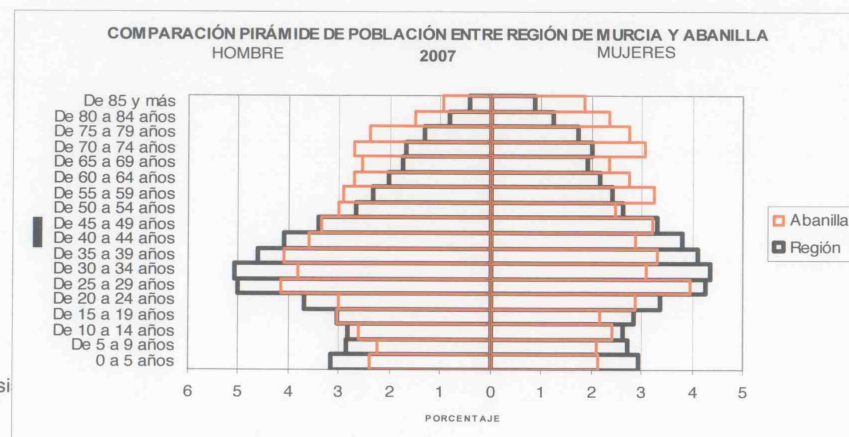 COMPARACIÓN PIRÁMIDE DE POBLACIÓN ENTRE REGIÓN DE MURCIA Y ABANILLA
HOMBRE 2007 MUJERES
De 85 y más
De 80 a 84 años
De 75 a 79 años
De 70 a 74 años
De 65 a 69 años
De 60 a 64 años
De 55 a 59 años
De 50 a 54 años
De 45 a 49 años
De 40 a 44 años
De 35 a 39 años
De 30 a 34 años
De 25 a 29 años
De 20 a 24 años
De 15 a 19 años
De 10 a 14 años
De 5 a 9 años
0 a 5 años
6 5 4 3 2 1 0 1 2 3 4 5
PORCENTAJE
Abanilla
Región
si